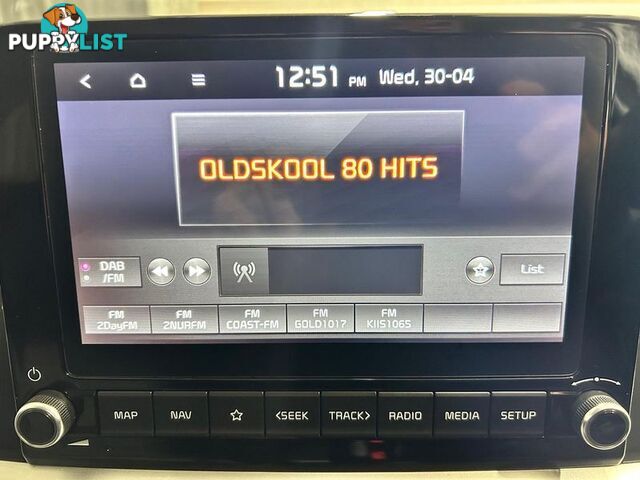 PUPPYLIST
12:51 PM Wed, 30-04
OLDSKOOL 80 HITS
DAB
/FM
List
FM FM FM FM FM
2DayFM 2NURFM COAST-FM GOLD1017 KIIS1065
MAP NAV <SEEK TRACK> RADIO MEDIA SETUP